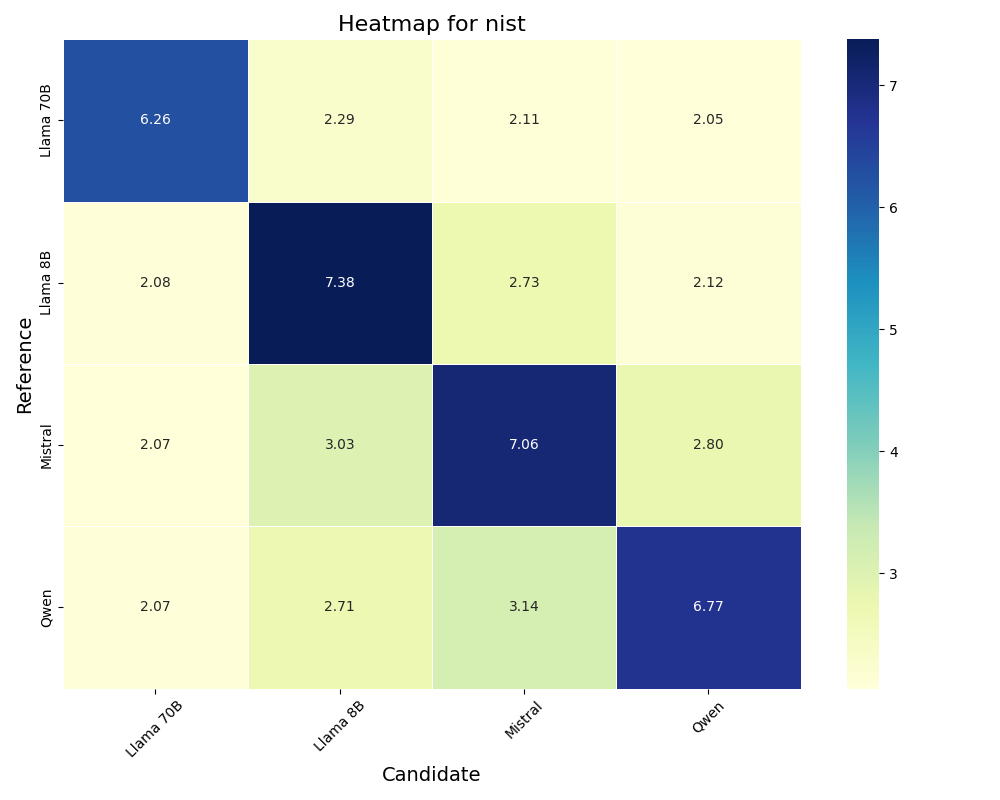 Heatmap for nist
Reference
Llama 70B
6.26 2.29 2.11 2.05
Llama 8B
2.08 7.38 2.73 2.12
Mistral
2.07 3.03 7.06 2.80
Qwen
2.07 2.71 3.14 6.77
Llama 70B Llama 8B Mistral Qwen
Candidate
7
6
5
4
3